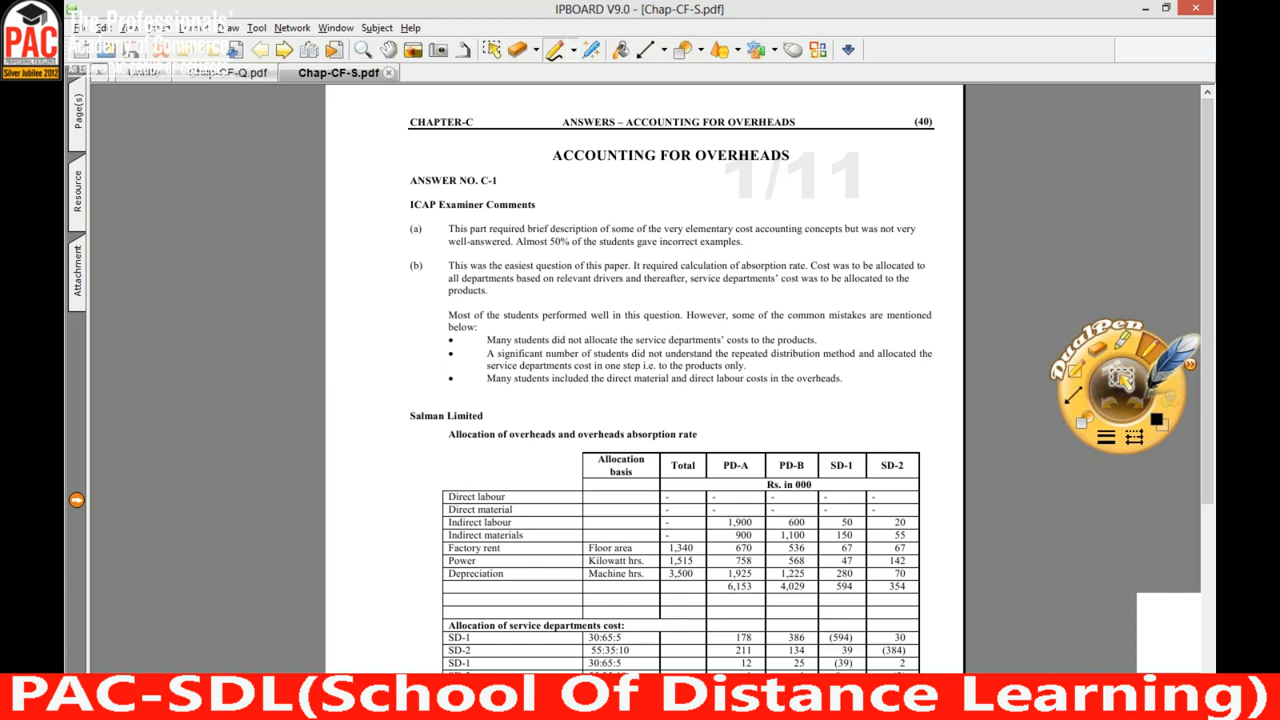 IPBOARD V9.0 - [Chap-CF-S.pdf]
The Professionals'
Academy of Commerce
PAC
Silver Jubilee 2012
Draw Tool Network Window Subject Help
Chap-CF-Q.pdf Chap-CF-S.pdf
Page(s)
Resource
Attachment
CHAPTER-C ANSWERS – ACCOUNTING FOR OVERHEADS (40)
ACCOUNTING FOR OVERHEADS
1/11
ANSWER NO. C-1
ICAP Examiner Comments
(a) This part required brief description of some of the very elementary cost accounting concepts but was not very
well-answered. Almost 50% of the students gave incorrect examples.
(b) This was the easiest question of this paper. It required calculation of absorption rate. Cost was to be allocated to
all departments based on relevant drivers and thereafter, service departments' cost was to be allocated to the
products.
Most of the students performed well in this question. However, some of the common mistakes are mentioned
below:
• Many students did not allocate the service departments' costs to the products.
• A significant number of students did not understand the repeated distribution method and allocated the
service departments cost in one step i.e. to the products only.
• Many students included the direct material and direct labour costs in the overheads.
DualPen
Salman Limited
Allocation of overheads and overheads absorption rate
Allocation basis Total PD-A PD-B SD-1 SD-2
Rs. in 000
Direct labour - - - - -
Direct material - - - - -
Indirect labour - 1,900 600 50 20
Indirect materials - 900 1,100 150 55
Factory rent Floor area 1,340 670 536 67 67
Power Kilowatt hrs. 1,515 758 568 47 142
Depreciation Machine hrs. 3,500 1,925 1,225 280 70
6,153 4,029 594 354
Allocation of service departments cost:
SD-1 30:65:5 178 386 (594) 30
SD-2 55:35:10 211 134 39 (384)
SD-1 30:65:5 12 25 (39) 2
PAC-SDL(School Of Distance Learning)